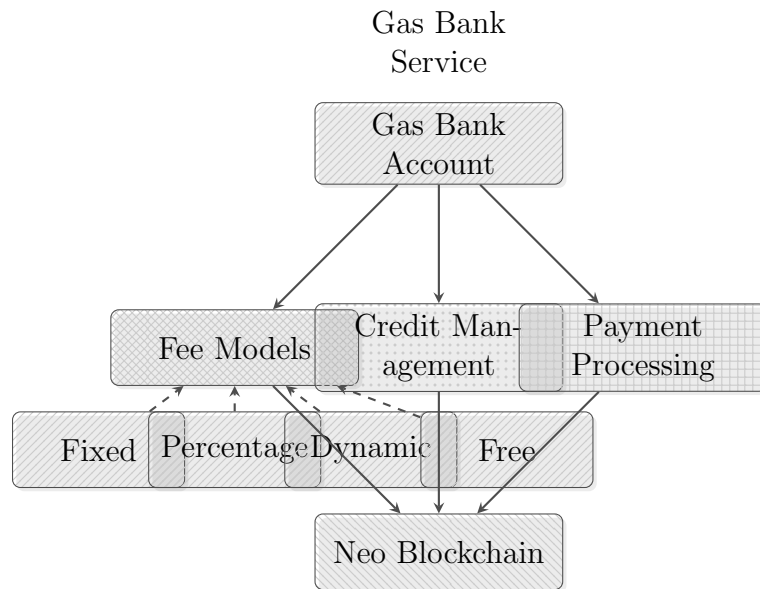 Gas Bank
Service
Gas Bank
Account
Fee Models
Credit Man-
agement
Payment
Processing
Fixed
Percentage
Dynamic
Free
Neo Blockchain